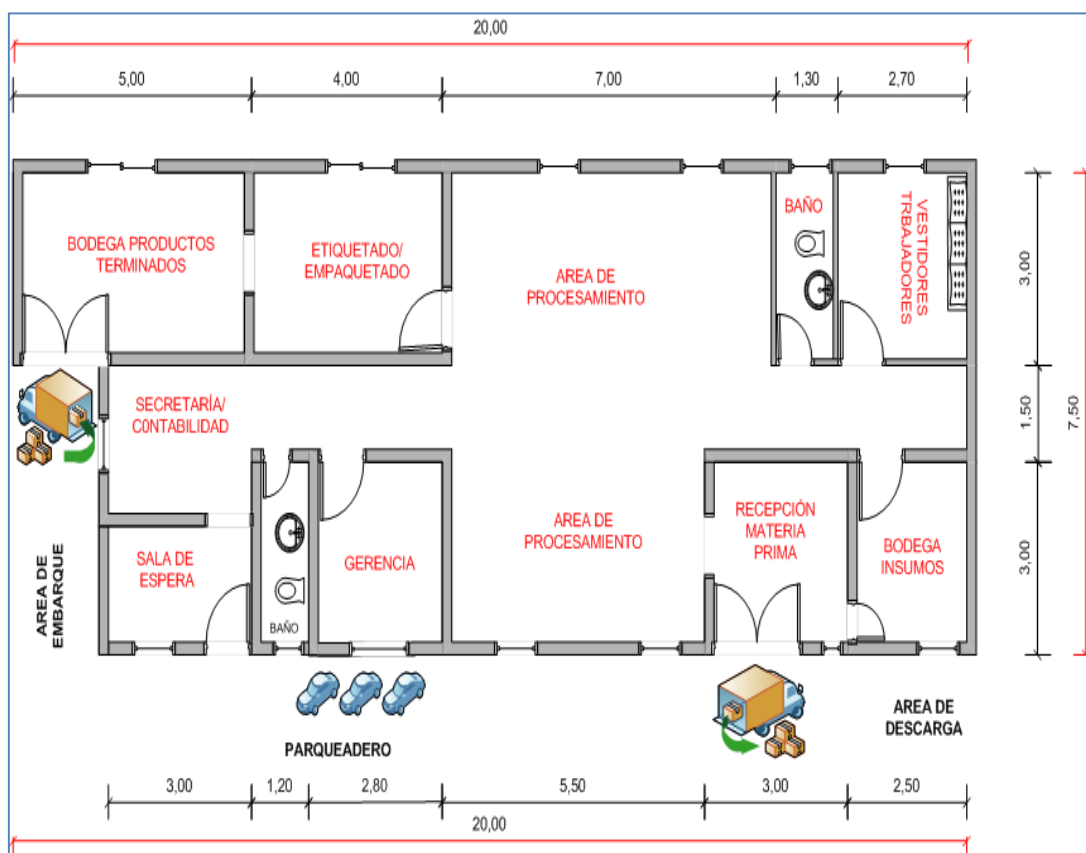 20,00
5,00
4,00
7,00
1,30
2,70
BODEGA PRODUCTOS
TERMINADOS
ETIQUETADO/
EMPAQUETADO
AREA DE
PROCESAMIENTO
BAÑO
VESTIDORES
TRBAJADORES
3,00
SECRETARÍA/
C0NTABILIDAD
1,50
7,50
SALA DE
ESPERA
BAÑO
GERENCIA
AREA DE
PROCESAMIENTO
RECEPCIÓN
MATERIA
PRIMA
BODEGA
INSUMOS
3,00
AREA DE
EMBARQUE
PARQUEADERO
AREA DE
DESCARGA
3,00
1,20
2,80
5,50
3,00
2,50
20,00